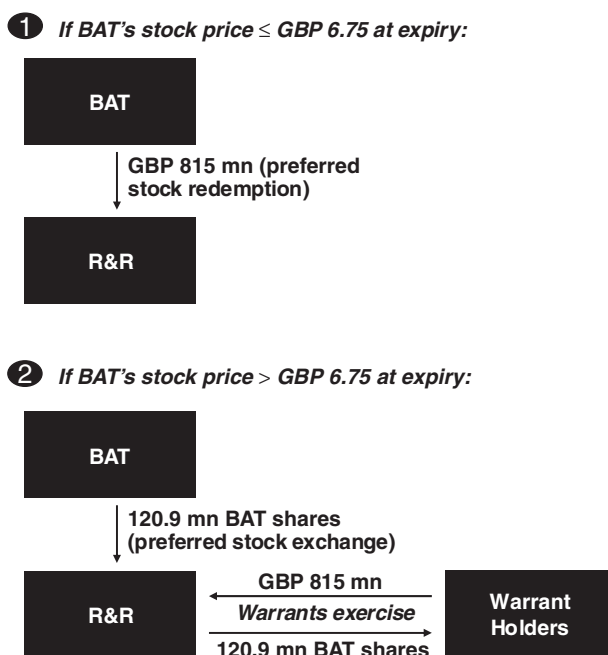 1 If BAT's stock price ≤ GBP 6.75 at expiry:
BAT
GBP 815 mn (preferred
stock redemption)
R&R
2 If BAT's stock price > GBP 6.75 at expiry:
BAT
120.9 mn BAT shares
(preferred stock exchange)
R&R
GBP 815 mn
Warrants exercise
120.9 mn BAT shares
Warrant
Holders